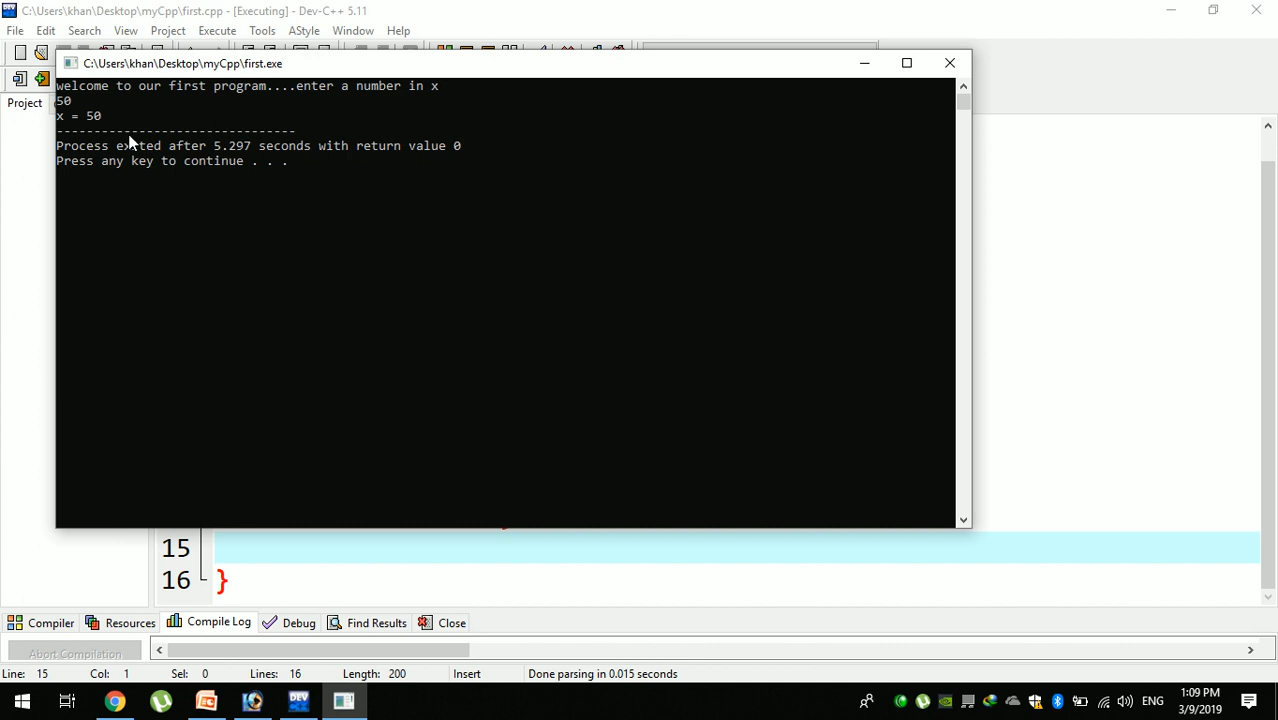 C:\Users\khan\Desktop\myCpp\first.cpp - [Executing] - Dev-C++ 5.11
File Edit Search View Project Execute Tools AStyle Window Help
C:\Users\khan\Desktop\myCpp\first.exe
Project
welcome to our first program....enter a number in x
50
x = 50
--------------------------------
Process exited after 5.297 seconds with return value 0
Press any key to continue . . .
15
16 }
Compiler Resources Compile Log Debug Find Results Close
Abort Compilation
Line: 15 Col: 1 Sel: 0 Lines: 16 Length: 200 Insert Done parsing in 0.015 seconds
DEV
ENG
1:09 PM
3/9/2019